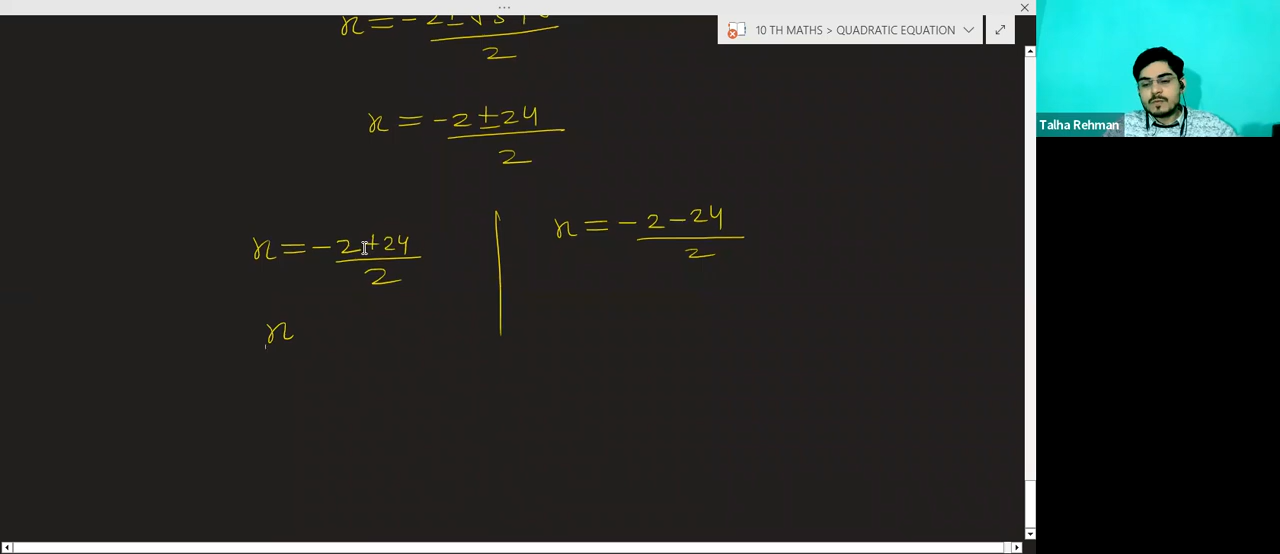 10 TH MATHS > QUADRATIC EQUATION
Talha Rehman
x = -2 ± 24
2
x = -2+24
2
x = -2-24
2
x